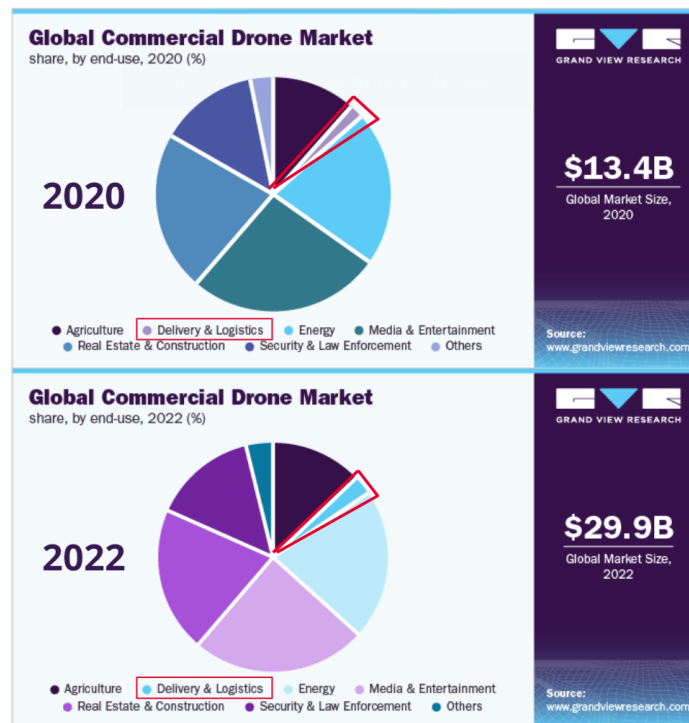 Global Commercial Drone Market
share, by end-use, 2020 (%)
GRAND VIEW RESEARCH
2020
$13.4B
Global Market Size,
2020
Agriculture Delivery & Logistics Energy Media & Entertainment
Real Estate & Construction Security & Law Enforcement Others
Source:
www.grandviewresearch.com
Global Commercial Drone Market
share, by end-use, 2022 (%)
GRAND VIEW RESEARCH
2022
$29.9B
Global Market Size,
2022
Agriculture Delivery & Logistics Energy Media & Entertainment
Real Estate & Construction Security & Law Enforcement Others
Source:
www.grandviewresearch.com